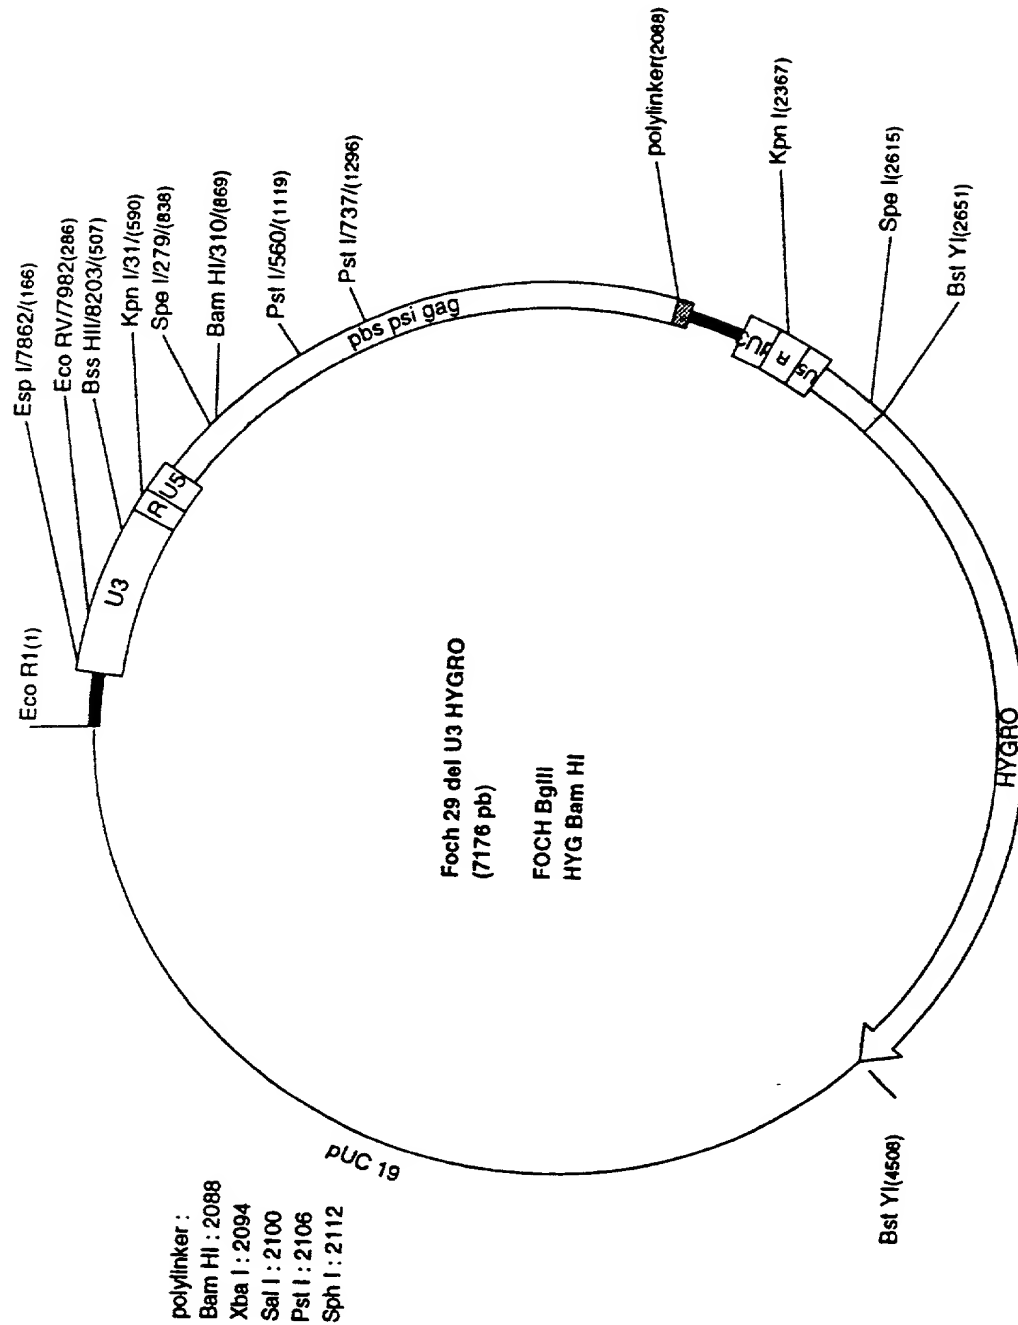 Eco R1(1)
Esp I/7862/(166)
Eco RV/7982(286)
Bss HII/8203/(507)
Kpn I/31/(590)
Spe I/279/(838)
Bam HI/310/(869)
Pst I/560/(1119)
Pst I/737/(1296)
polylinker(2088)
Kpn I(2367)
Spe I(2615)
Bst YI(2651)
U3
R
U5
pbs psi gag
dU3
R
U5
Foch 29 del U3 HYGRO
(7176 pb)
FOCH BglII
HYG Bam HI
HYGRO
pUC 19
Bst YI(4508)
polylinker :
Bam HI : 2088
Xba I : 2094
Sal I : 2100
Pst I : 2106
Sph I : 2112